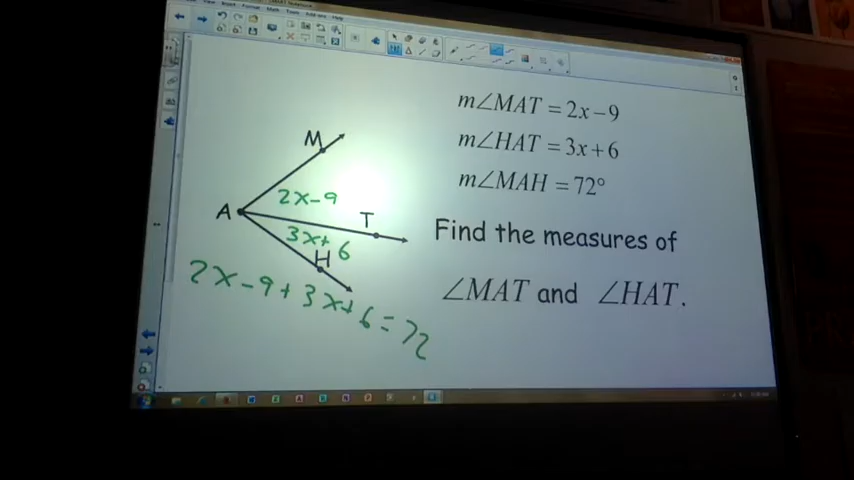 m∠MAT = 2x−9
m∠HAT = 3x+6
m∠MAH = 72°
Find the measures of
∠MAT and ∠HAT.
M
2x-9
A
T
3x+6
H
2x-9+3x+6=72